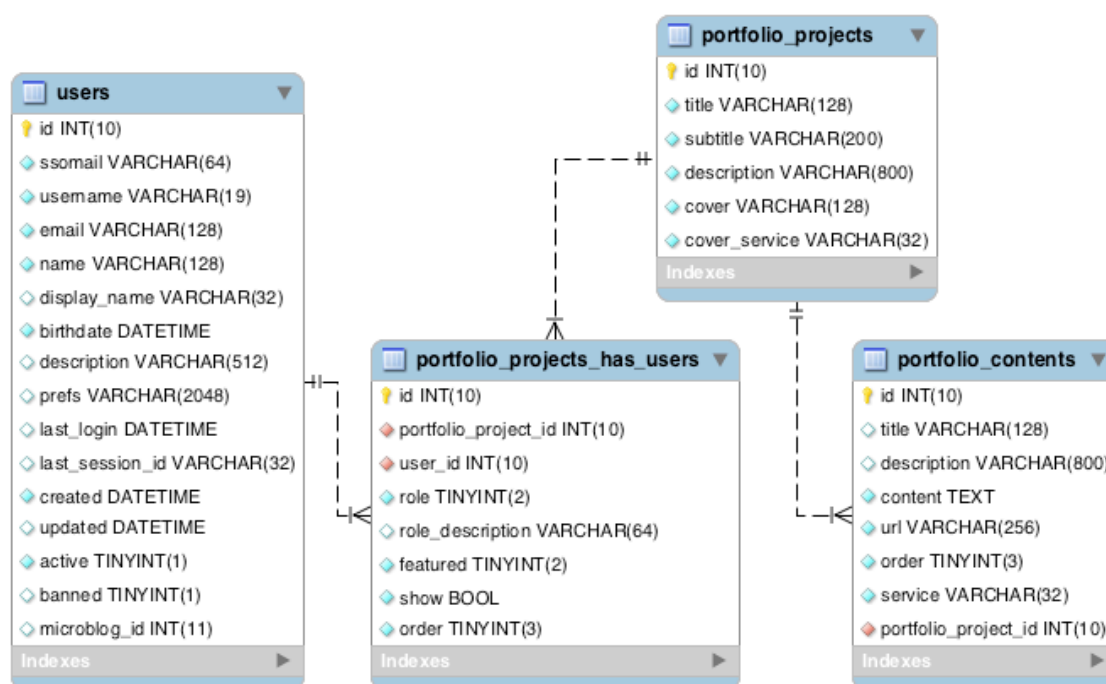 users
id INT(10)
ssomail VARCHAR(64)
username VARCHAR(19)
email VARCHAR(128)
name VARCHAR(128)
display_name VARCHAR(32)
birthdate DATETIME
description VARCHAR(512)
prefs VARCHAR(2048)
last_login DATETIME
last_session_id VARCHAR(32)
created DATETIME
updated DATETIME
active TINYINT(1)
banned TINYINT(1)
microblog_id INT(11)
Indexes
portfolio_projects
id INT(10)
title VARCHAR(128)
subtitle VARCHAR(200)
description VARCHAR(800)
cover VARCHAR(128)
cover_service VARCHAR(32)
Indexes
portfolio_projects_has_users
id INT(10)
portfolio_project_id INT(10)
user_id INT(10)
role TINYINT(2)
role_description VARCHAR(64)
featured TINYINT(2)
show BOOL
order TINYINT(3)
Indexes
portfolio_contents
id INT(10)
title VARCHAR(128)
description VARCHAR(800)
content TEXT
url VARCHAR(256)
order TINYINT(3)
service VARCHAR(32)
portfolio_project_id INT(10)
Indexes